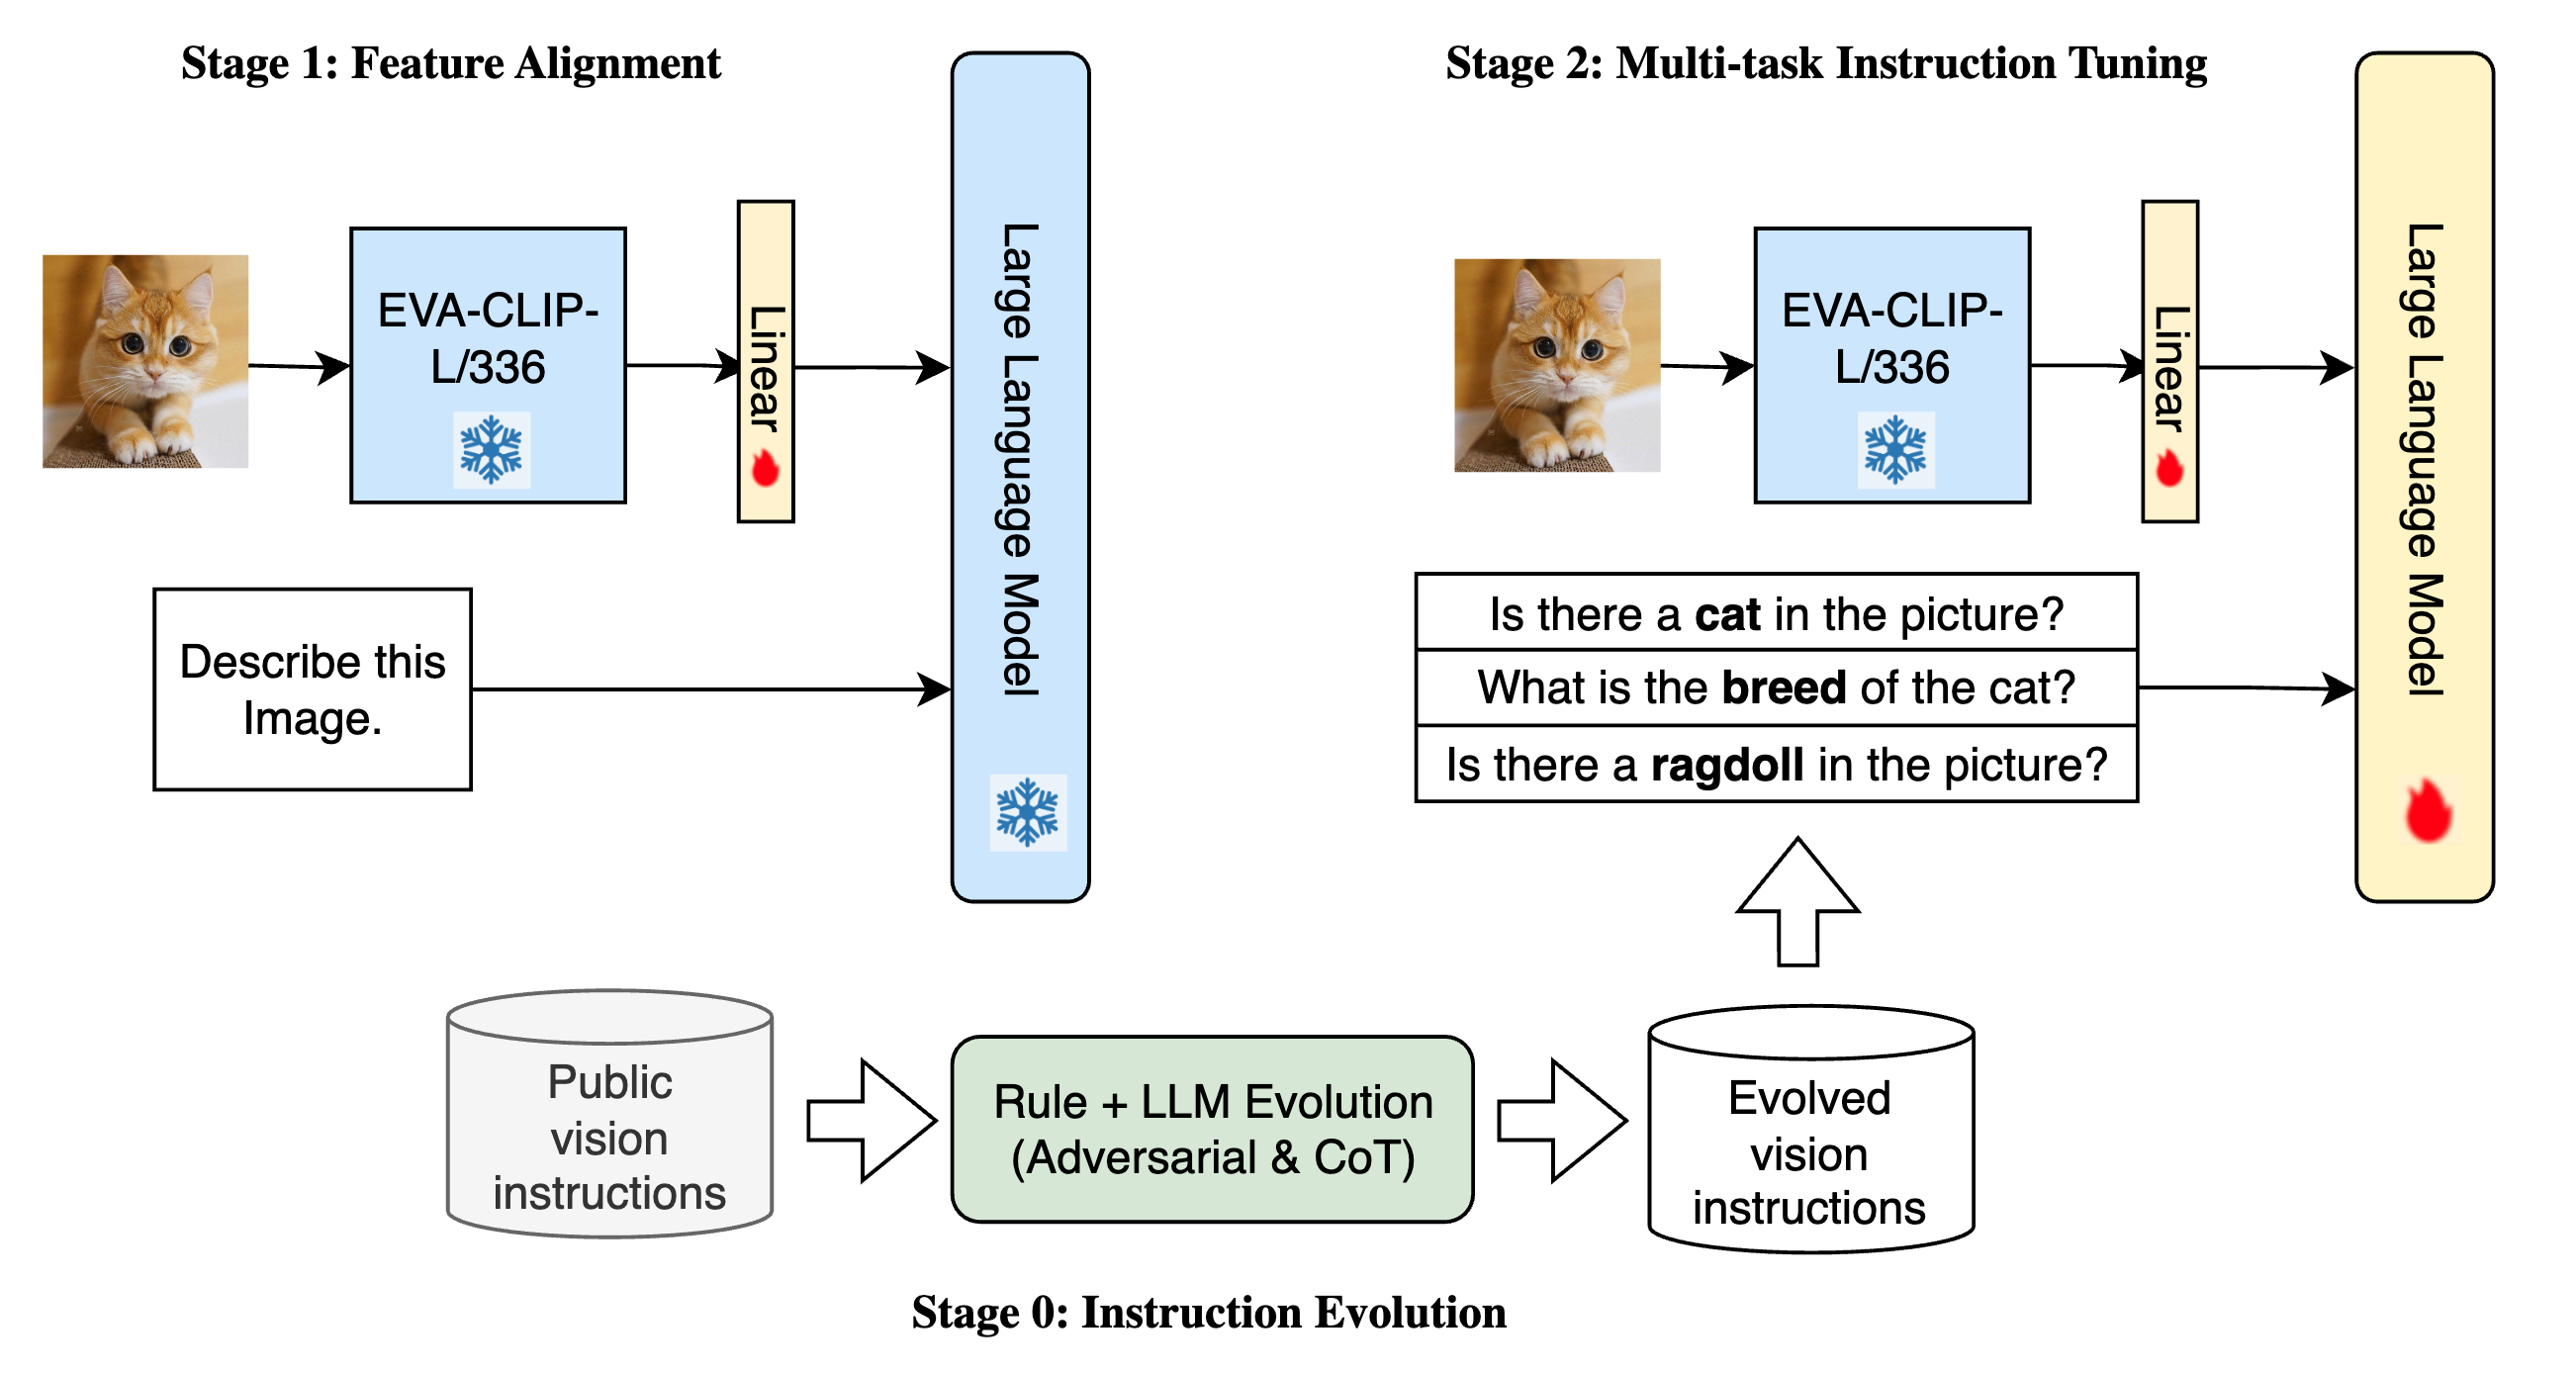 Stage 1: Feature Alignment
EVA-CLIP-
L/336
Linear
Large Language Model
Describe this
Image.
Stage 2: Multi-task Instruction Tuning
EVA-CLIP-
L/336
Linear
Large Language Model
Is there a cat in the picture?
What is the breed of the cat?
Is there a ragdoll in the picture?
Public
vision
instructions
Rule + LLM Evolution
(Adversarial & CoT)
Evolved
vision
instructions
Stage 0: Instruction Evolution